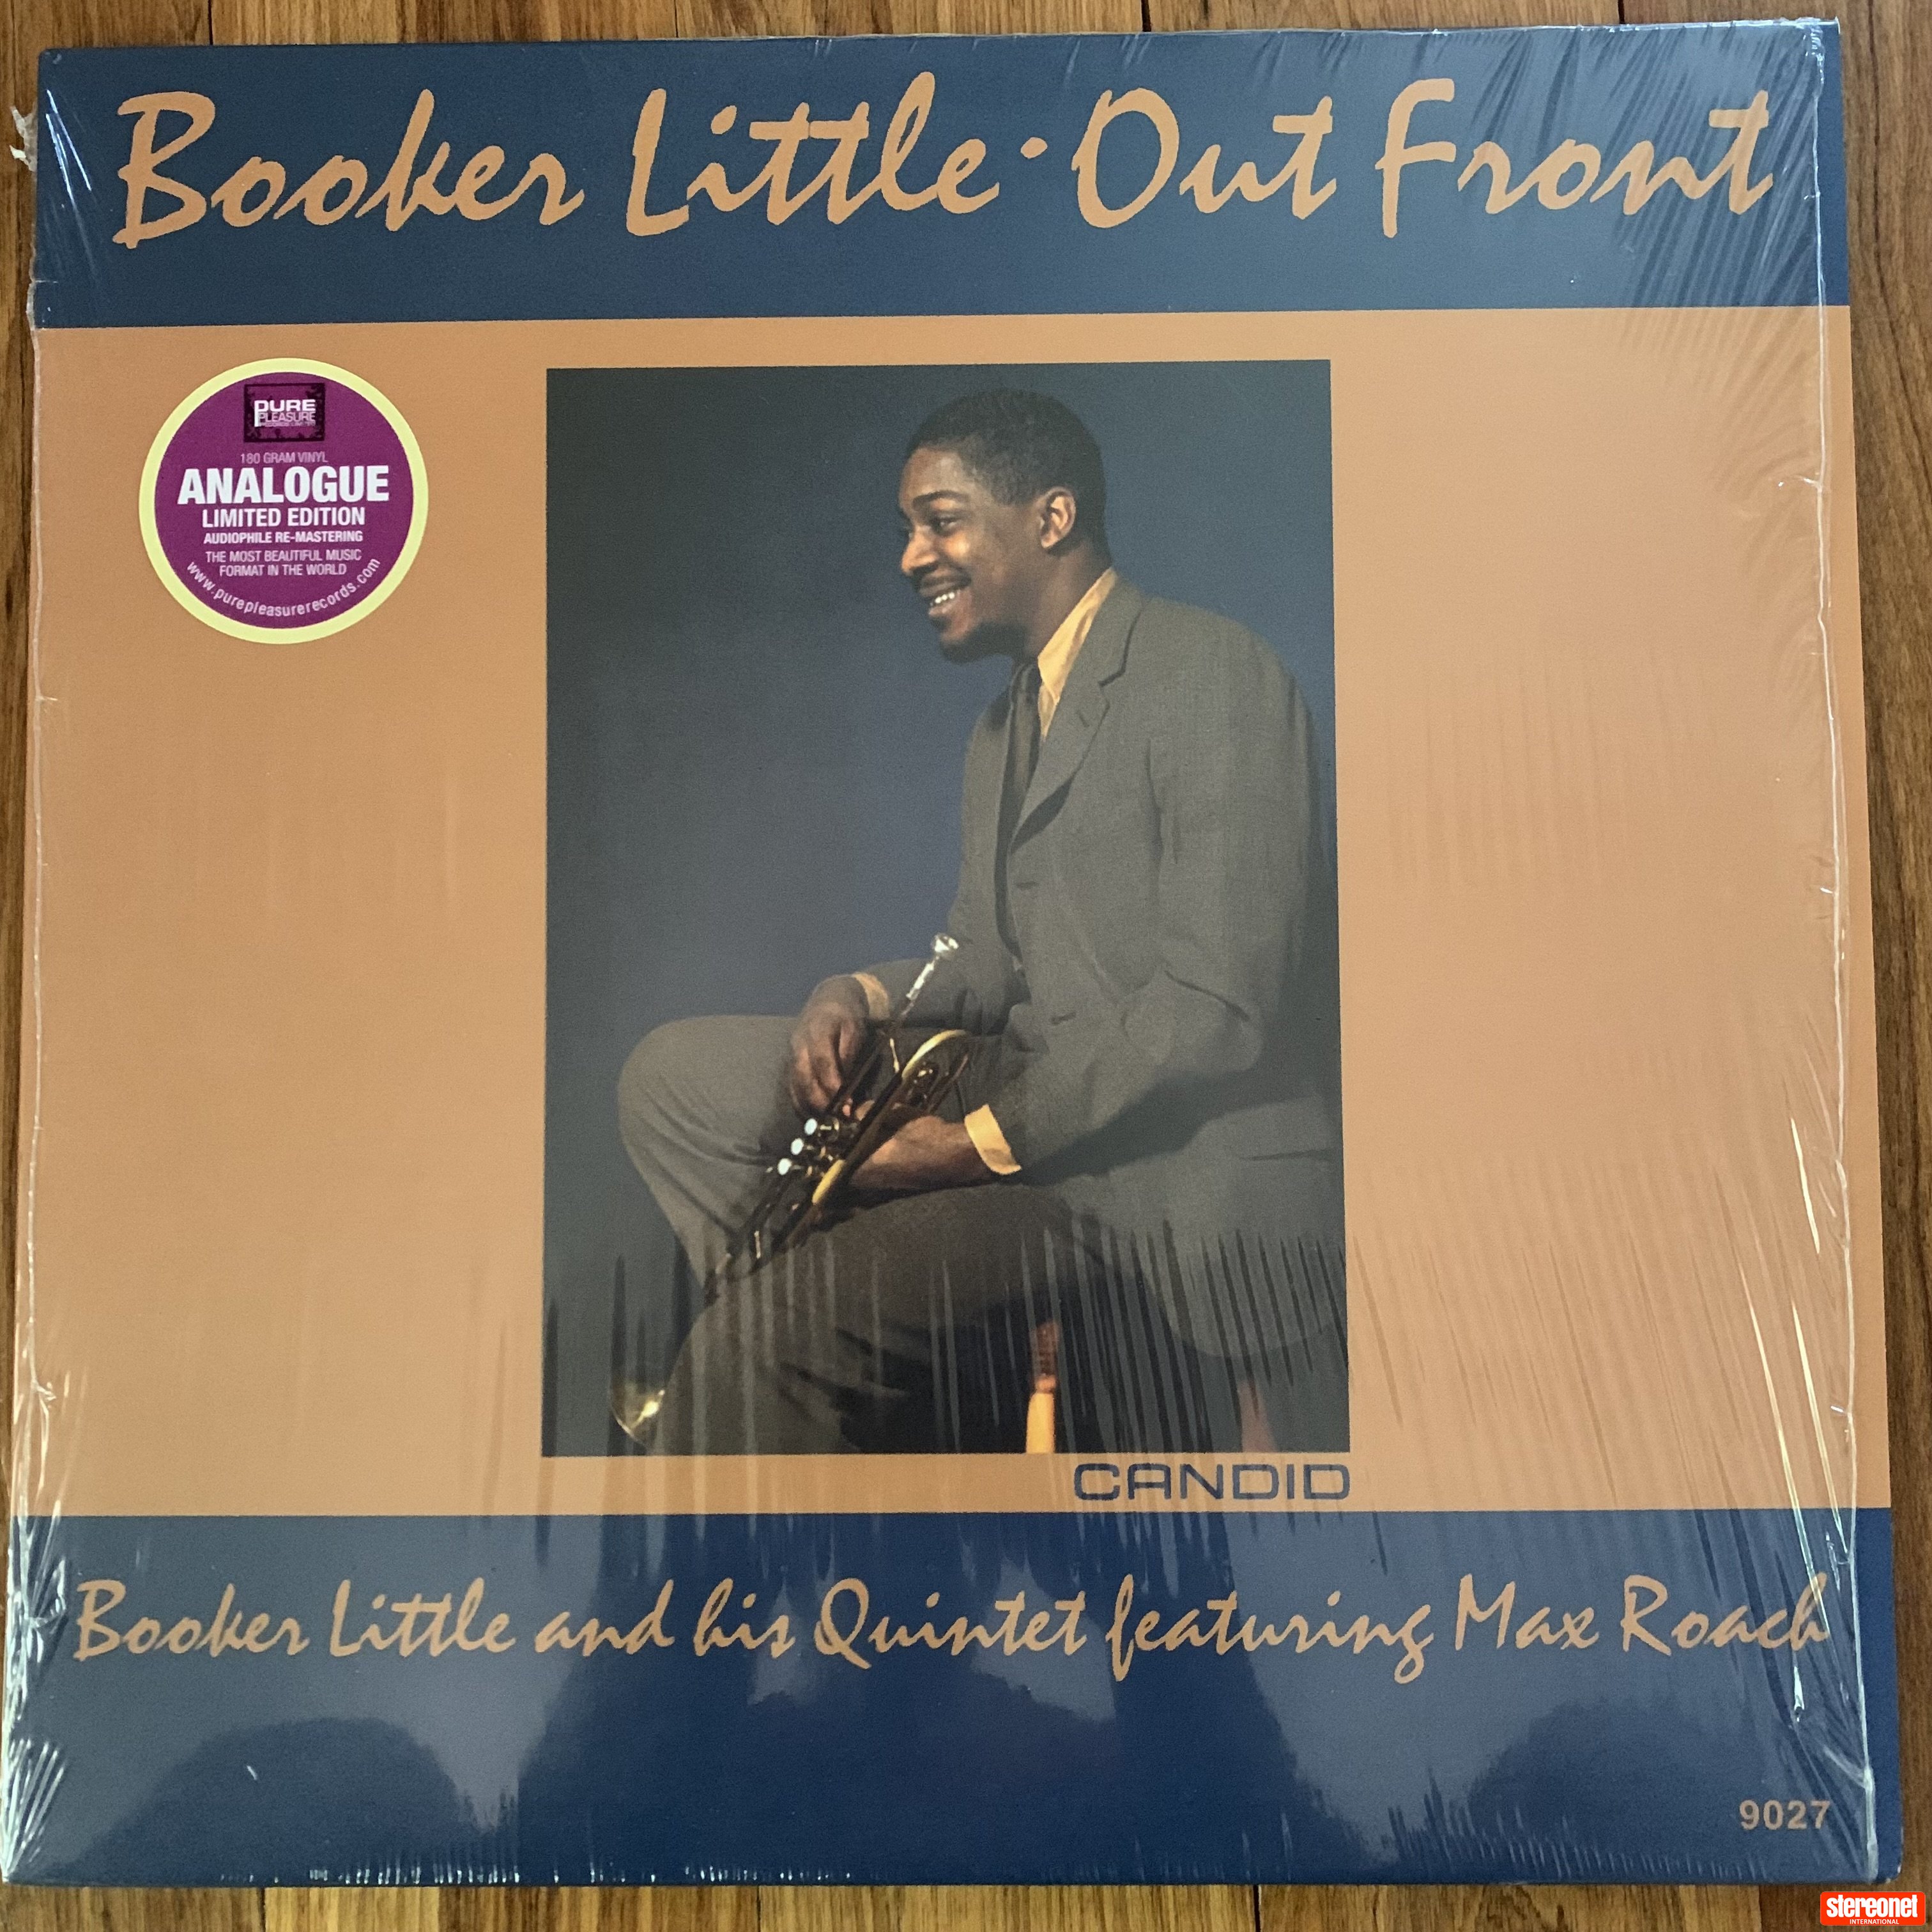 Booker Little · Out Front
PURE
PLEASURE
180 GRAM VINYL
ANALOGUE
LIMITED EDITION
AUDIOPHILE RE-MASTERING
THE MOST BEAUTIFUL MUSIC
FORMAT IN THE WORLD
www.purepleasurerecords.com
CANDID
Booker Little and his Quintet featuring Max Roach
9027
stereonet
INTERNATIONAL